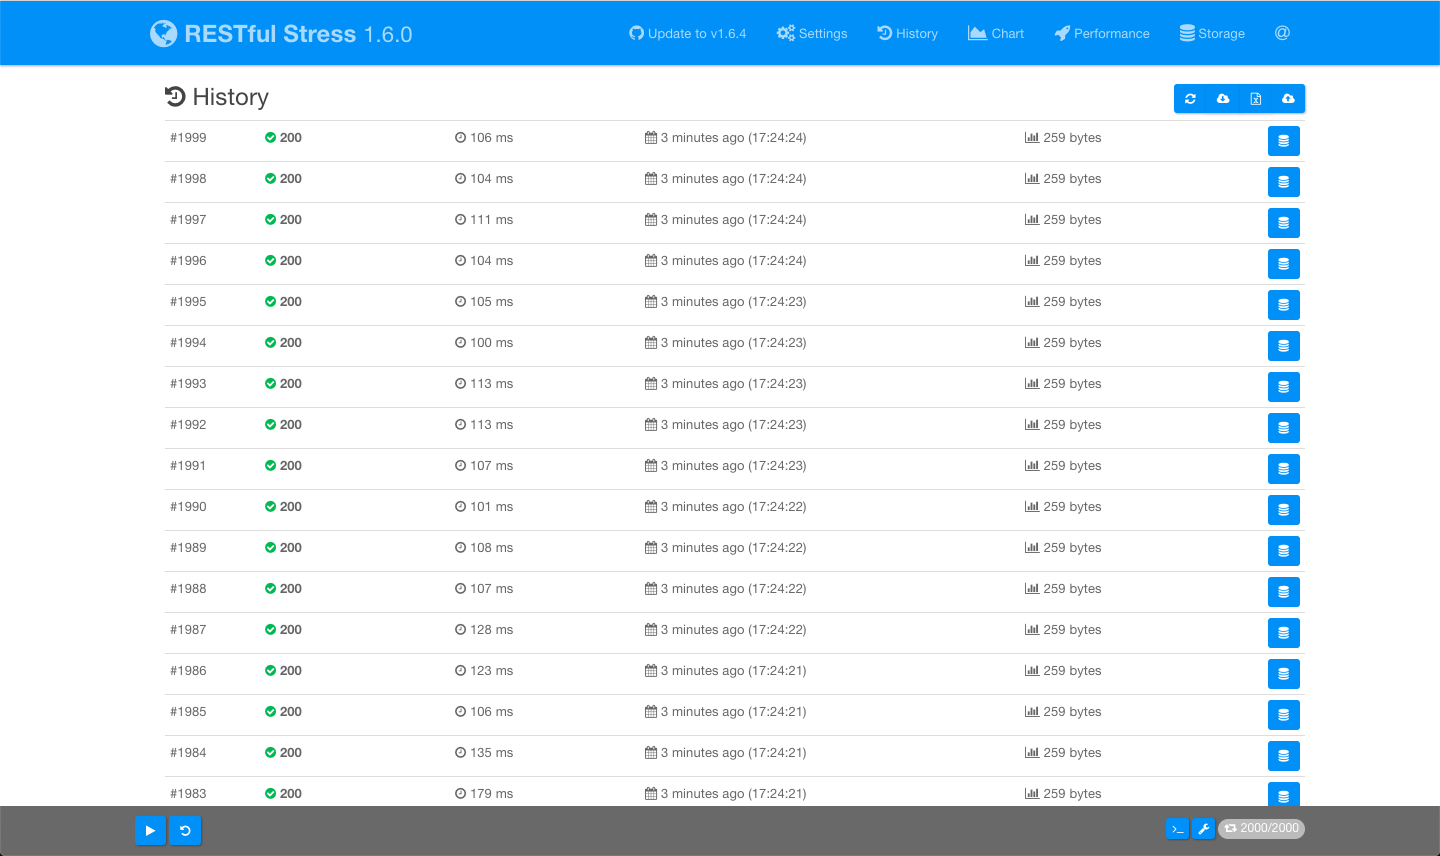 RESTful Stress 1.6.0 Update to v1.6.4 Settings History Chart Performance Storage @
History
#1999 200 106 ms 3 minutes ago (17:24:24) 259 bytes
#1998 200 104 ms 3 minutes ago (17:24:24) 259 bytes
#1997 200 111 ms 3 minutes ago (17:24:24) 259 bytes
#1996 200 104 ms 3 minutes ago (17:24:24) 259 bytes
#1995 200 105 ms 3 minutes ago (17:24:23) 259 bytes
#1994 200 100 ms 3 minutes ago (17:24:23) 259 bytes
#1993 200 113 ms 3 minutes ago (17:24:23) 259 bytes
#1992 200 113 ms 3 minutes ago (17:24:23) 259 bytes
#1991 200 107 ms 3 minutes ago (17:24:23) 259 bytes
#1990 200 101 ms 3 minutes ago (17:24:22) 259 bytes
#1989 200 108 ms 3 minutes ago (17:24:22) 259 bytes
#1988 200 107 ms 3 minutes ago (17:24:22) 259 bytes
#1987 200 128 ms 3 minutes ago (17:24:22) 259 bytes
#1986 200 123 ms 3 minutes ago (17:24:21) 259 bytes
#1985 200 106 ms 3 minutes ago (17:24:21) 259 bytes
#1984 200 135 ms 3 minutes ago (17:24:21) 259 bytes
#1983 200 179 ms 3 minutes ago (17:24:21) 259 bytes
2000/2000